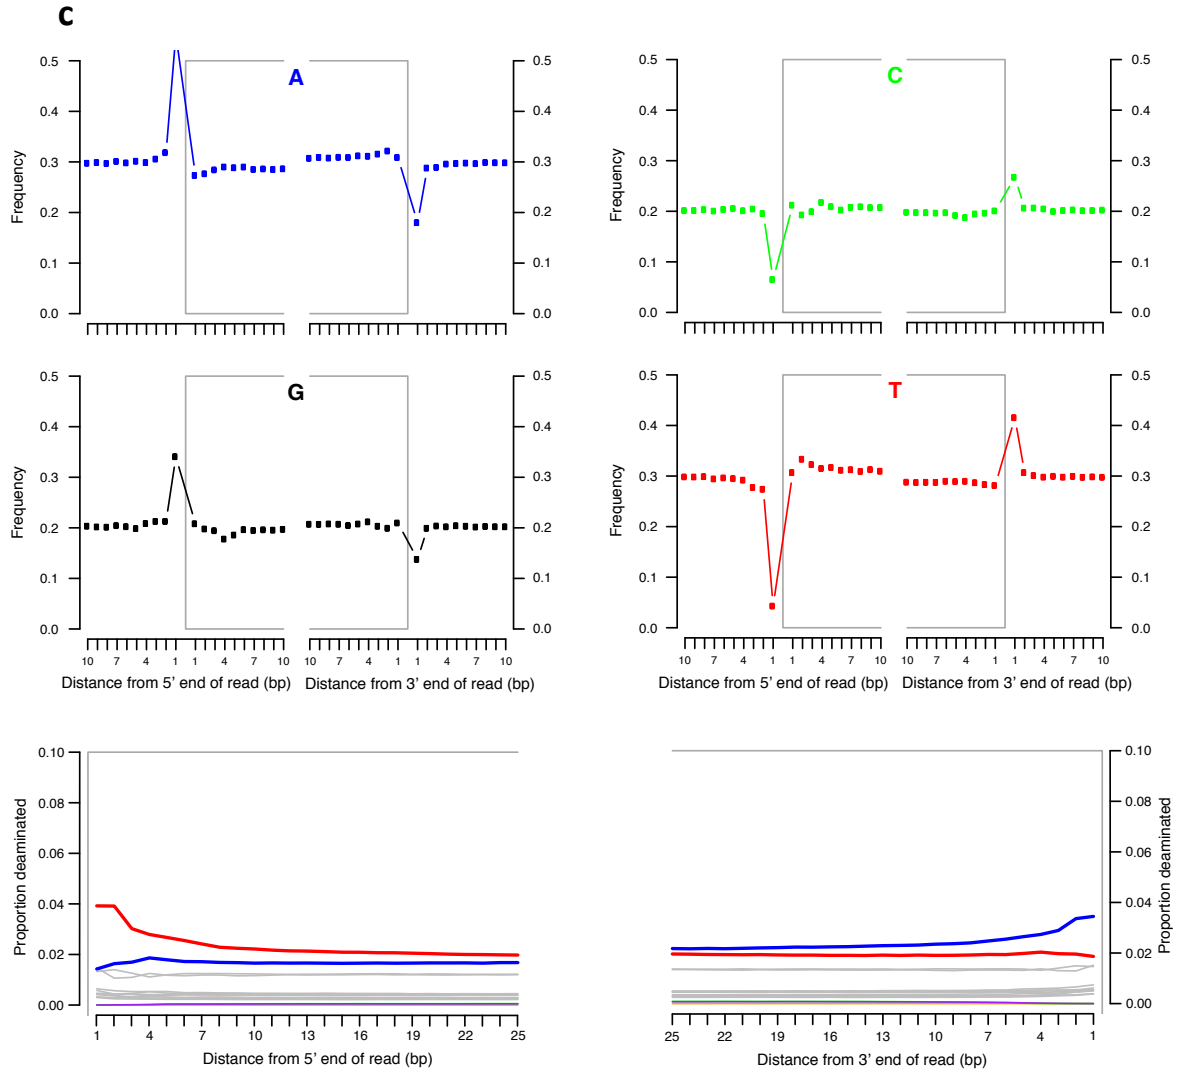 C
A
C
0.5 0.5 0.5 0.5
0.4 0.4 0.4 0.4
0.3 0.3 0.3 0.3
0.2 0.2 0.2 0.2
0.1 0.1 0.1 0.1
0.0 0.0 0.0 0.0
Frequency
Frequency
G
T
0.5 0.5 0.5 0.5
0.4 0.4 0.4 0.4
0.3 0.3 0.3 0.3
0.2 0.2 0.2 0.2
0.1 0.1 0.1 0.1
0.0 0.0 0.0 0.0
Frequency
Frequency
10 7 4 1 1 4 7 10 10 7 4 1 1 4 7 10
10 7 4 1 1 4 7 10 10 7 4 1 1 4 7 10
Distance from 5' end of read (bp) Distance from 3' end of read (bp)
Distance from 5' end of read (bp) Distance from 3' end of read (bp)
0.10 0.10
0.08 0.08
0.06 0.06
0.04 0.04
0.02 0.02
0.00 0.00
Proportion deaminated
Proportion deaminated
1 4 7 10 13 16 19 22 25
25 22 19 16 13 10 7 4 1
Distance from 5' end of read (bp)
Distance from 3' end of read (bp)